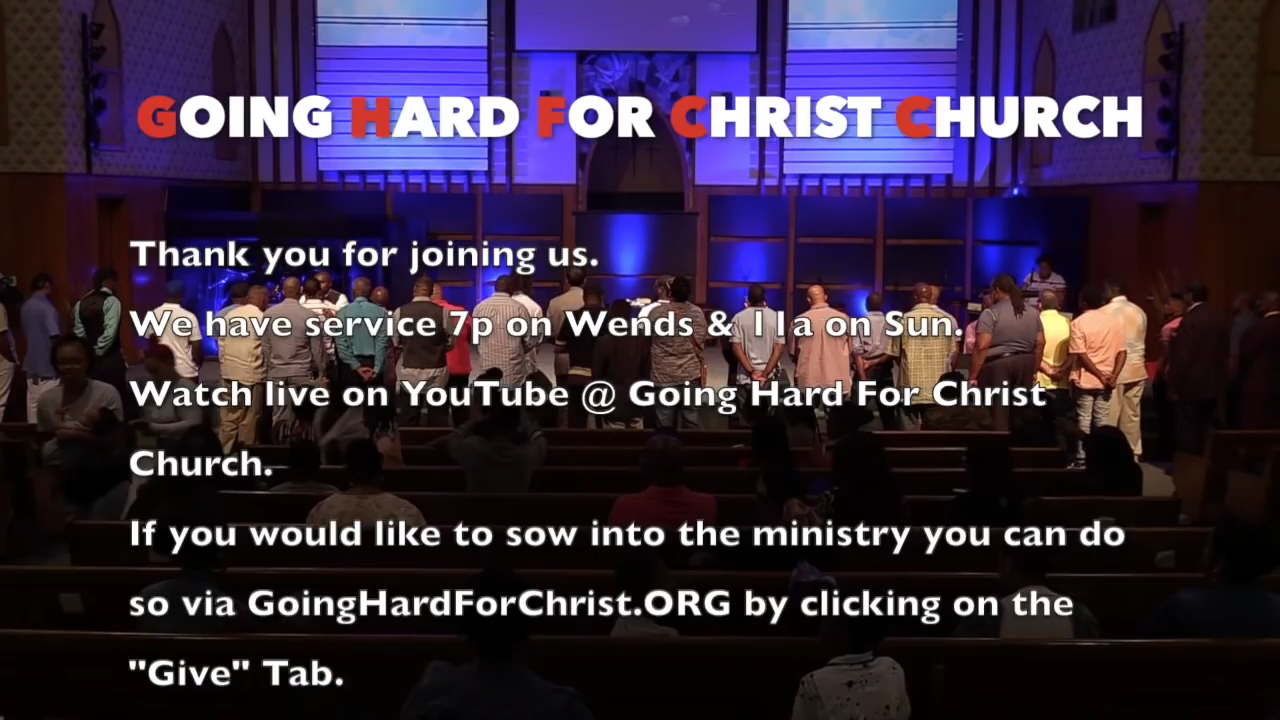 GOING HARD FOR CHRIST CHURCH
Thank you for joining us.
We have service 7p on Wends & 11a on Sun.
Watch live on YouTube @ Going Hard For Christ
Church.
If you would like to sow into the ministry you can do
so via GoingHardForChrist.ORG by clicking on the
"Give" Tab.